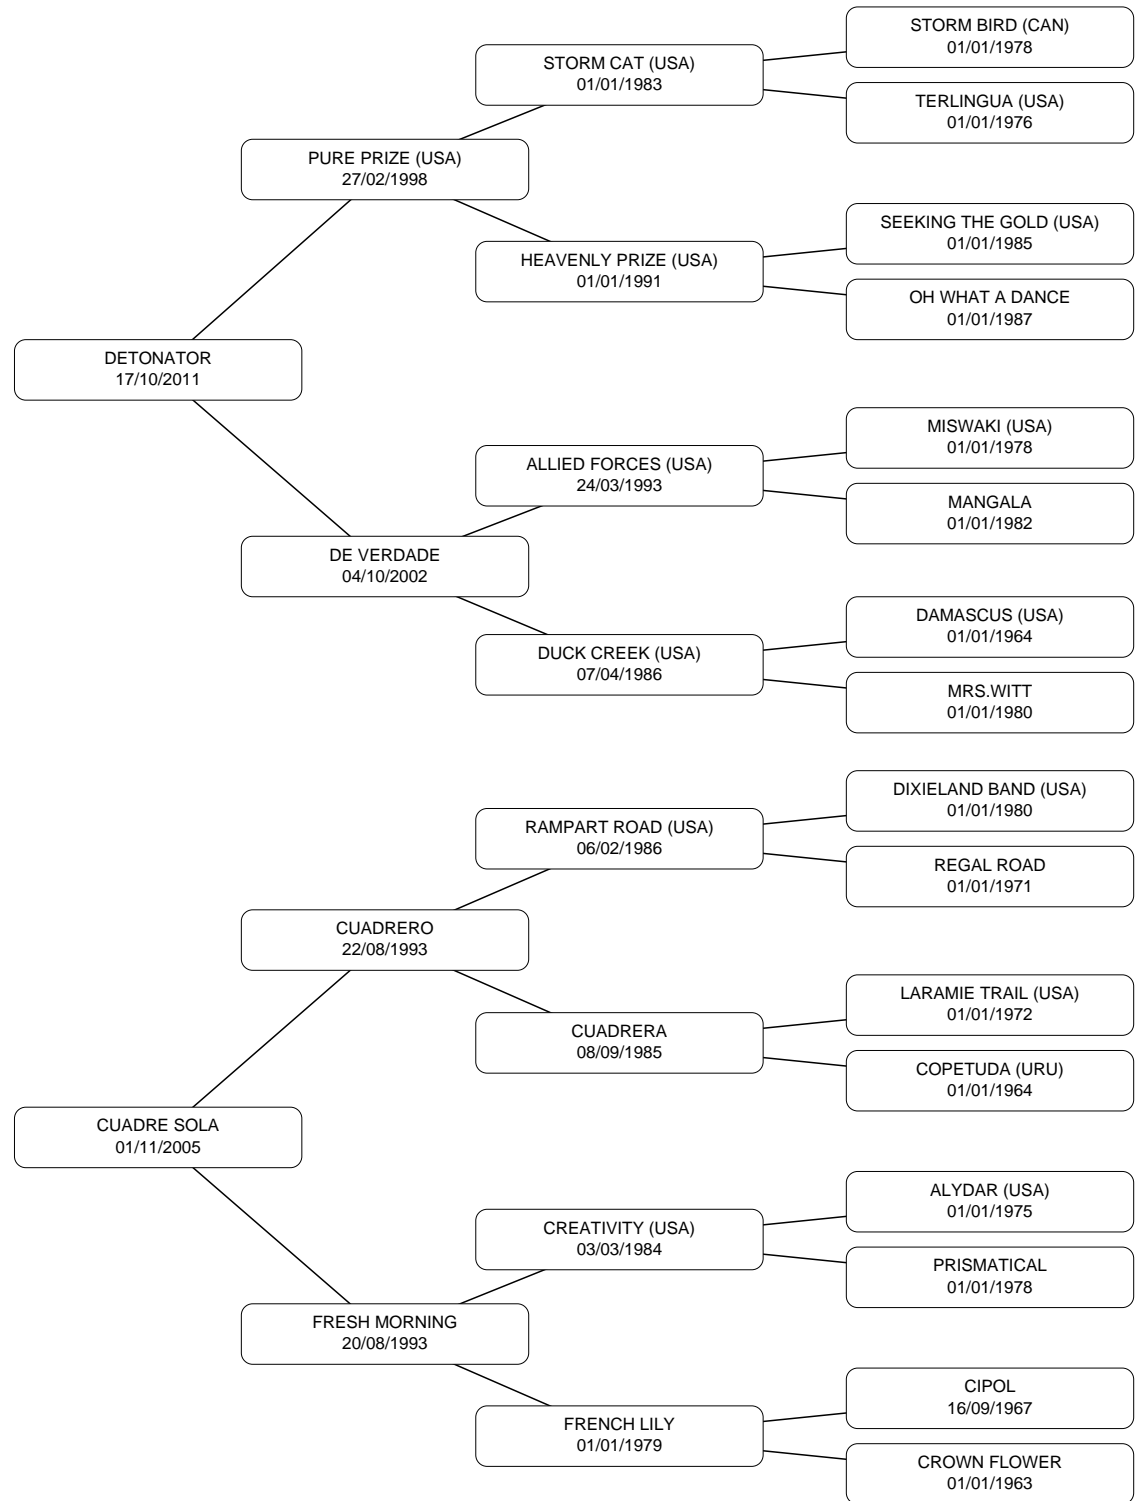 STORM BIRD (CAN)
01/01/1978
STORM CAT (USA)
01/01/1983
TERLINGUA (USA)
01/01/1976
PURE PRIZE (USA)
27/02/1998
SEEKING THE GOLD (USA)
01/01/1985
HEAVENLY PRIZE (USA)
01/01/1991
OH WHAT A DANCE
01/01/1987
DETONATOR
17/10/2011
MISWAKI (USA)
01/01/1978
ALLIED FORCES (USA)
24/03/1993
MANGALA
01/01/1982
DE VERDADE
04/10/2002
DAMASCUS (USA)
01/01/1964
DUCK CREEK (USA)
07/04/1986
MRS.WITT
01/01/1980
DIXIELAND BAND (USA)
01/01/1980
RAMPART ROAD (USA)
06/02/1986
REGAL ROAD
01/01/1971
CUADRERO
22/08/1993
LARAMIE TRAIL (USA)
01/01/1972
CUADRERA
08/09/1985
COPETUDA (URU)
01/01/1964
CUADRE SOLA
01/11/2005
ALYDAR (USA)
01/01/1975
CREATIVITY (USA)
03/03/1984
PRISMATICAL
01/01/1978
FRESH MORNING
20/08/1993
CIPOL
16/09/1967
FRENCH LILY
01/01/1979
CROWN FLOWER
01/01/1963